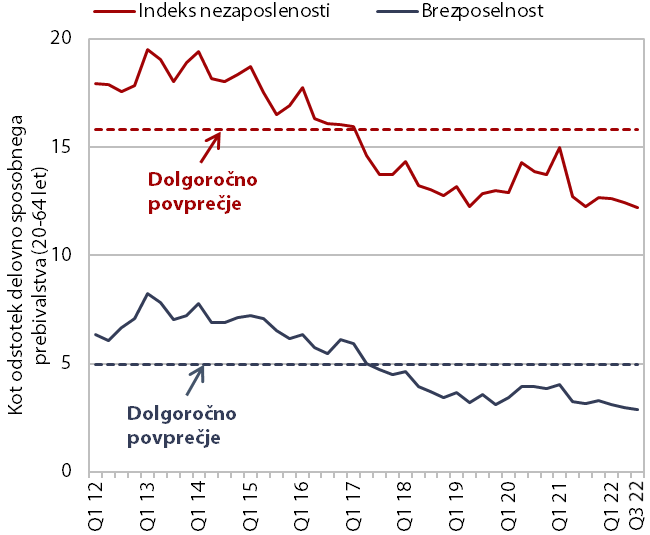 Indeks nezaposlenosti
Brezposelnost
Kot odstotek delovno sposobnega
prebivalstva (20-64 let)
20
15
10
5
0
Dolgoročno
povprečje
Dolgoročno
povprečje
Q1 12
Q1 13
Q1 14
Q1 15
Q1 16
Q1 17
Q1 18
Q1 19
Q1 20
Q1 21
Q1 22
Q3 22